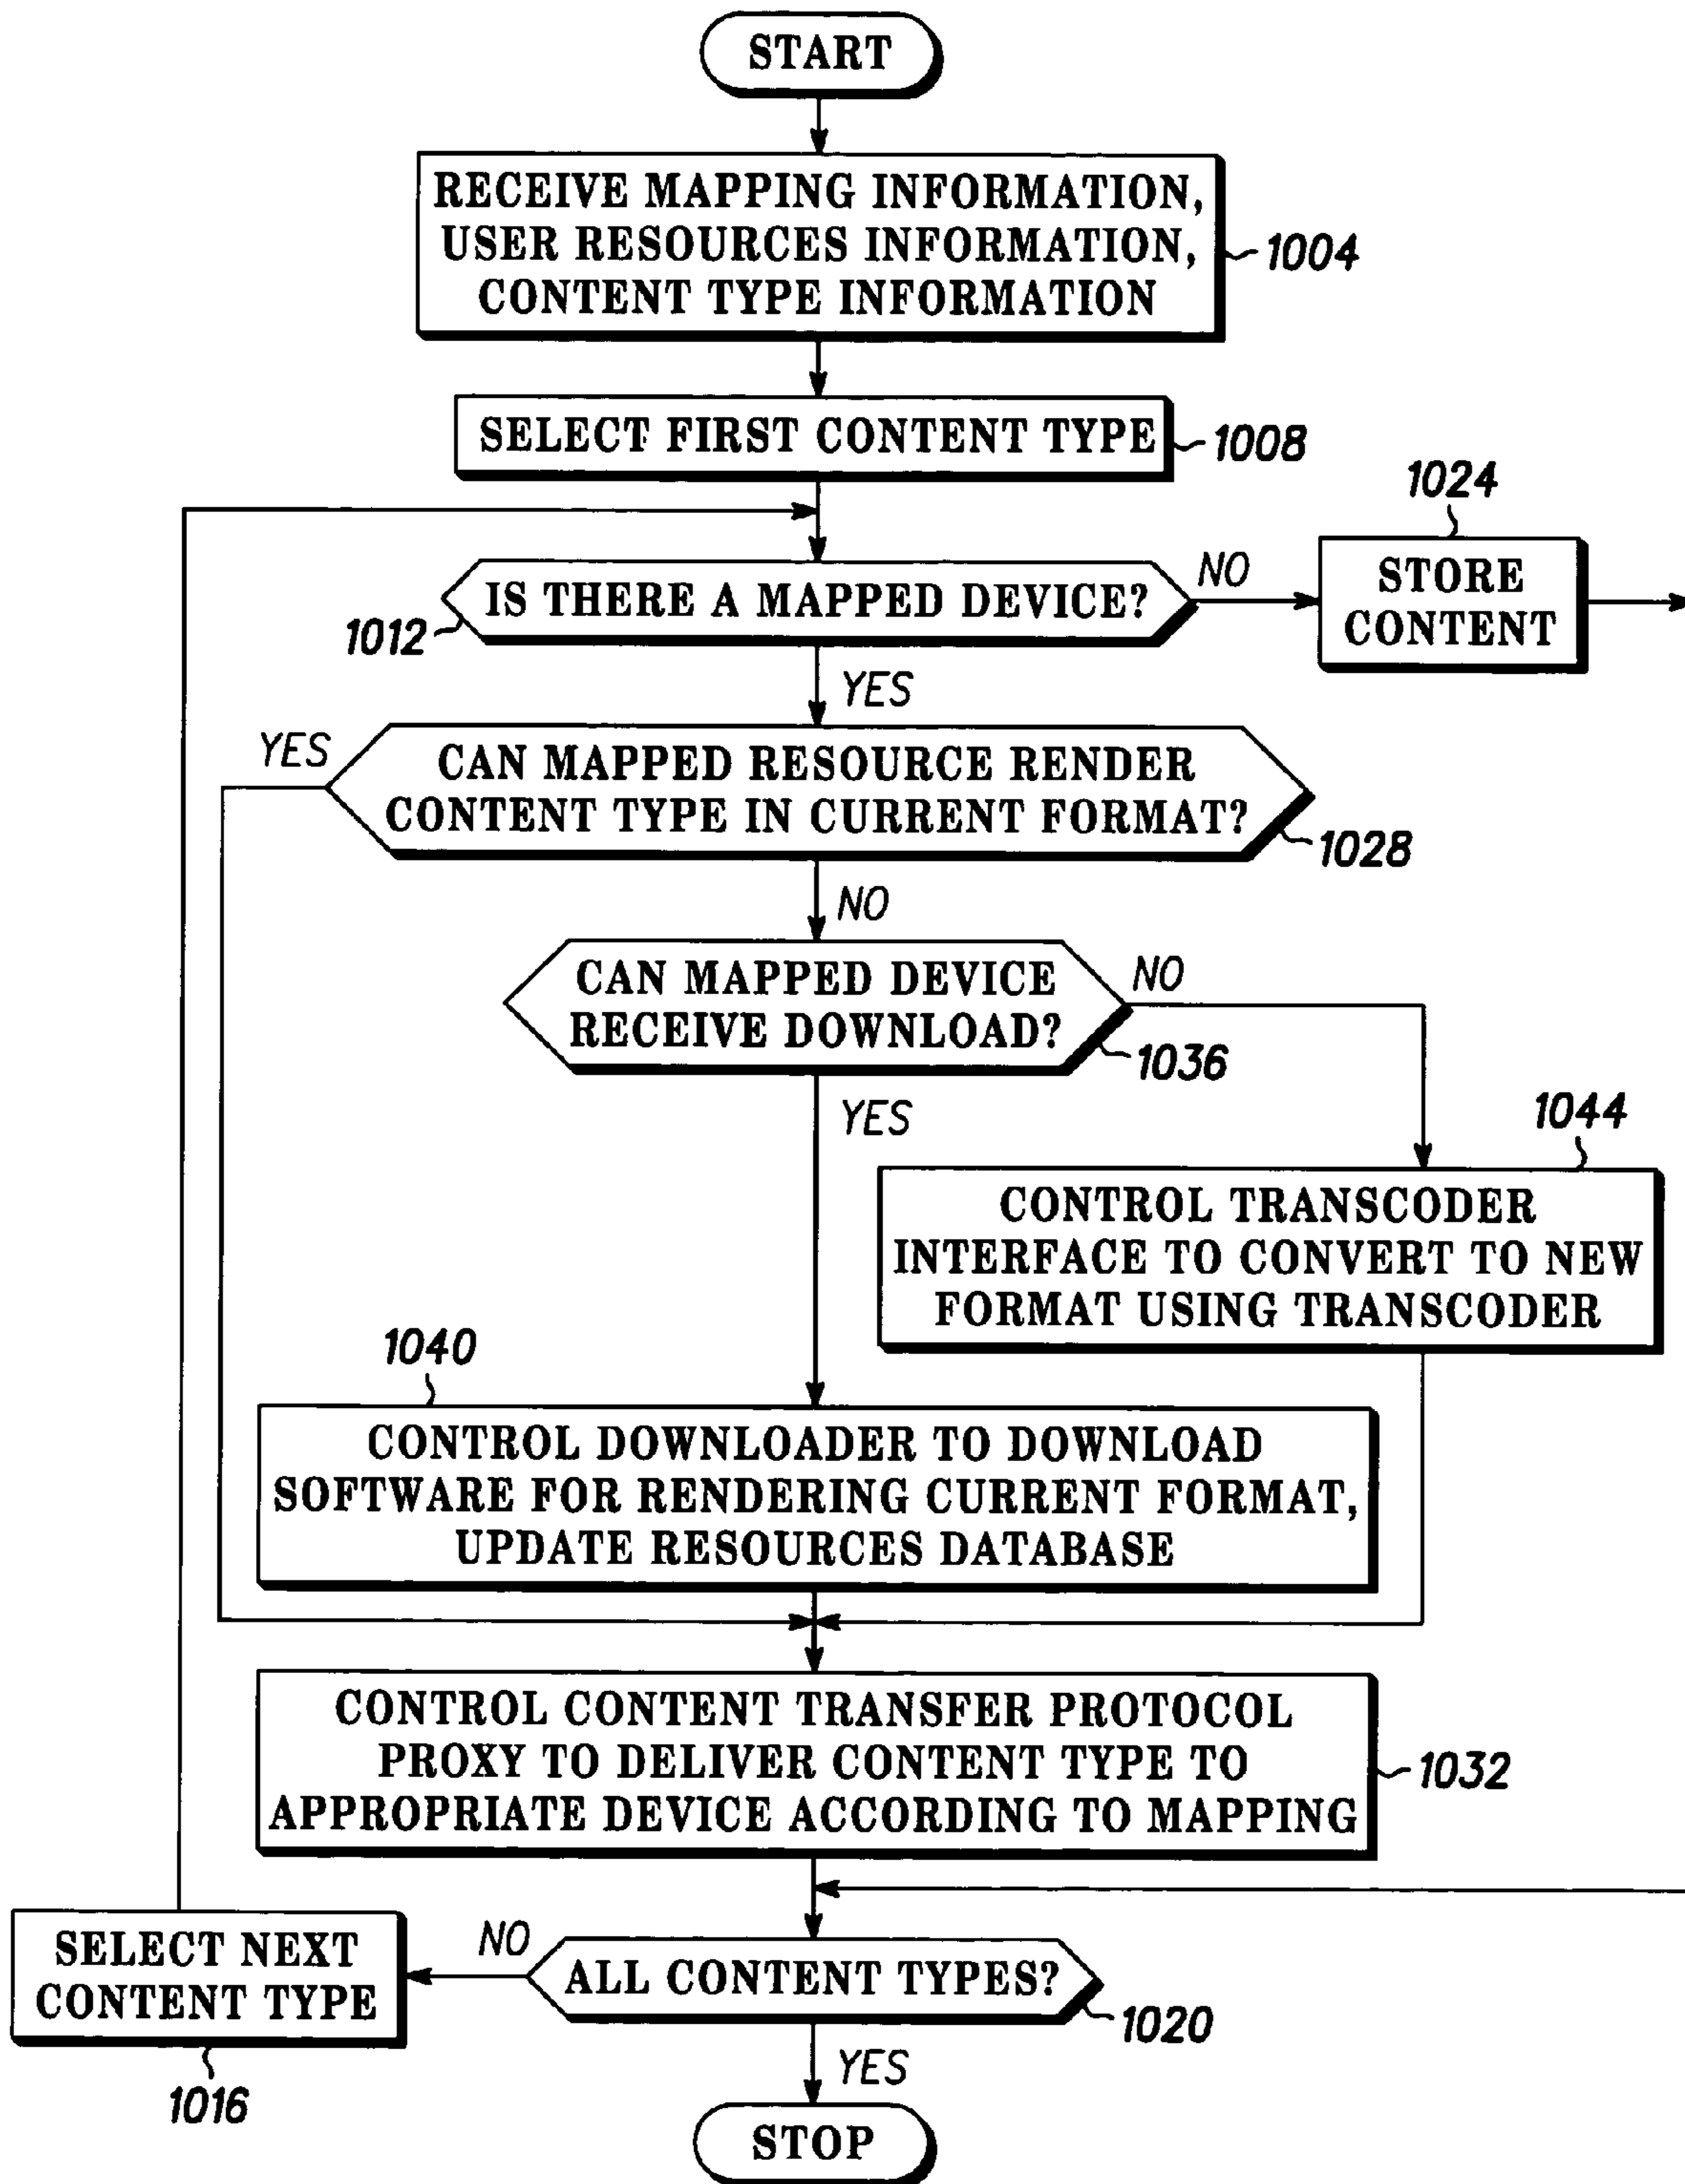 START
RECEIVE MAPPING INFORMATION,
USER RESOURCES INFORMATION,
CONTENT TYPE INFORMATION
1004
SELECT FIRST CONTENT TYPE
1008
1024
IS THERE A MAPPED DEVICE?
NO
STORE
CONTENT
1012
YES
YES
CAN MAPPED RESOURCE RENDER
CONTENT TYPE IN CURRENT FORMAT?
1028
NO
CAN MAPPED DEVICE
RECEIVE DOWNLOAD?
NO
1036
YES
1044
CONTROL TRANSCODER
INTERFACE TO CONVERT TO NEW
FORMAT USING TRANSCODER
1040
CONTROL DOWNLOADER TO DOWNLOAD
SOFTWARE FOR RENDERING CURRENT FORMAT,
UPDATE RESOURCES DATABASE
CONTROL CONTENT TRANSFER PROTOCOL
PROXY TO DELIVER CONTENT TYPE TO
APPROPRIATE DEVICE ACCORDING TO MAPPING
1032
SELECT NEXT
CONTENT TYPE
NO
ALL CONTENT TYPES?
1020
1016
YES
STOP